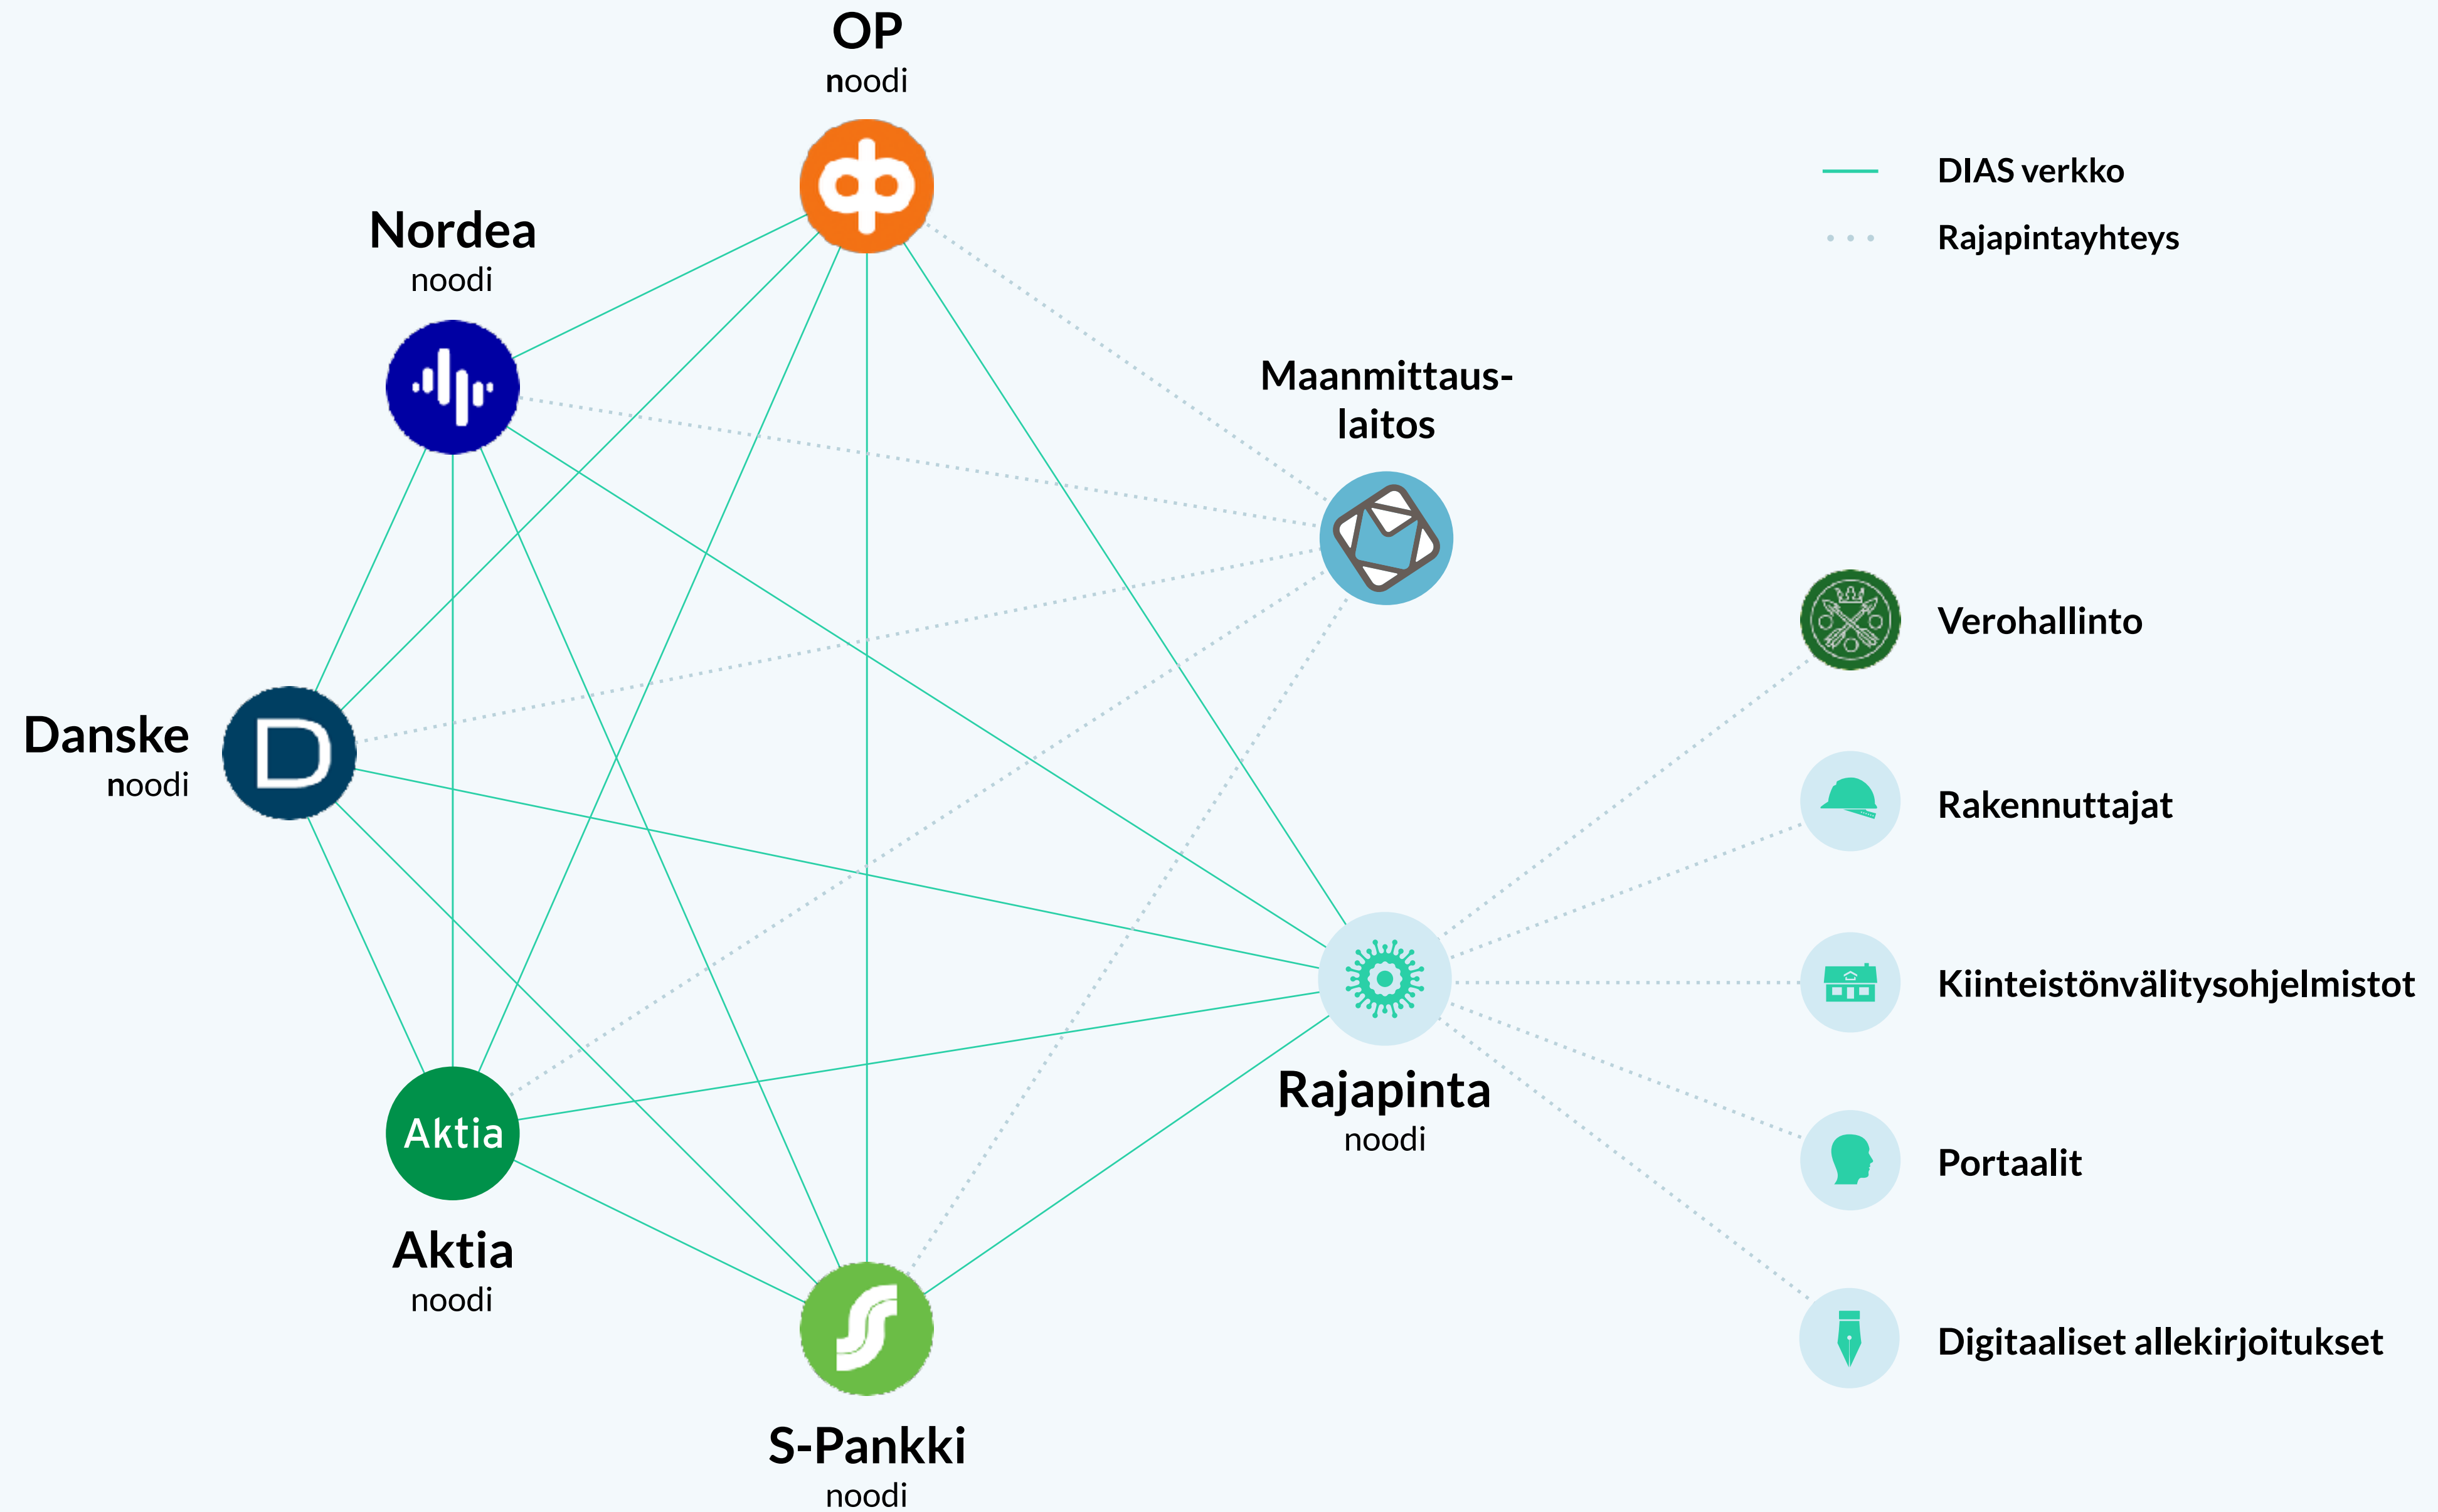 OP
noodi
Nordea
noodi
DIAS verkko
Rajapintayhteys
Maanmittaus-
laitos
Verohallinto
Danske
noodi
Rakennuttajat
Kiinteistönvälitysohjelmistot
Rajapinta
noodi
Aktia
Aktia
noodi
Portaalit
Digitaaliset allekirjoitukset
S-Pankki
noodi